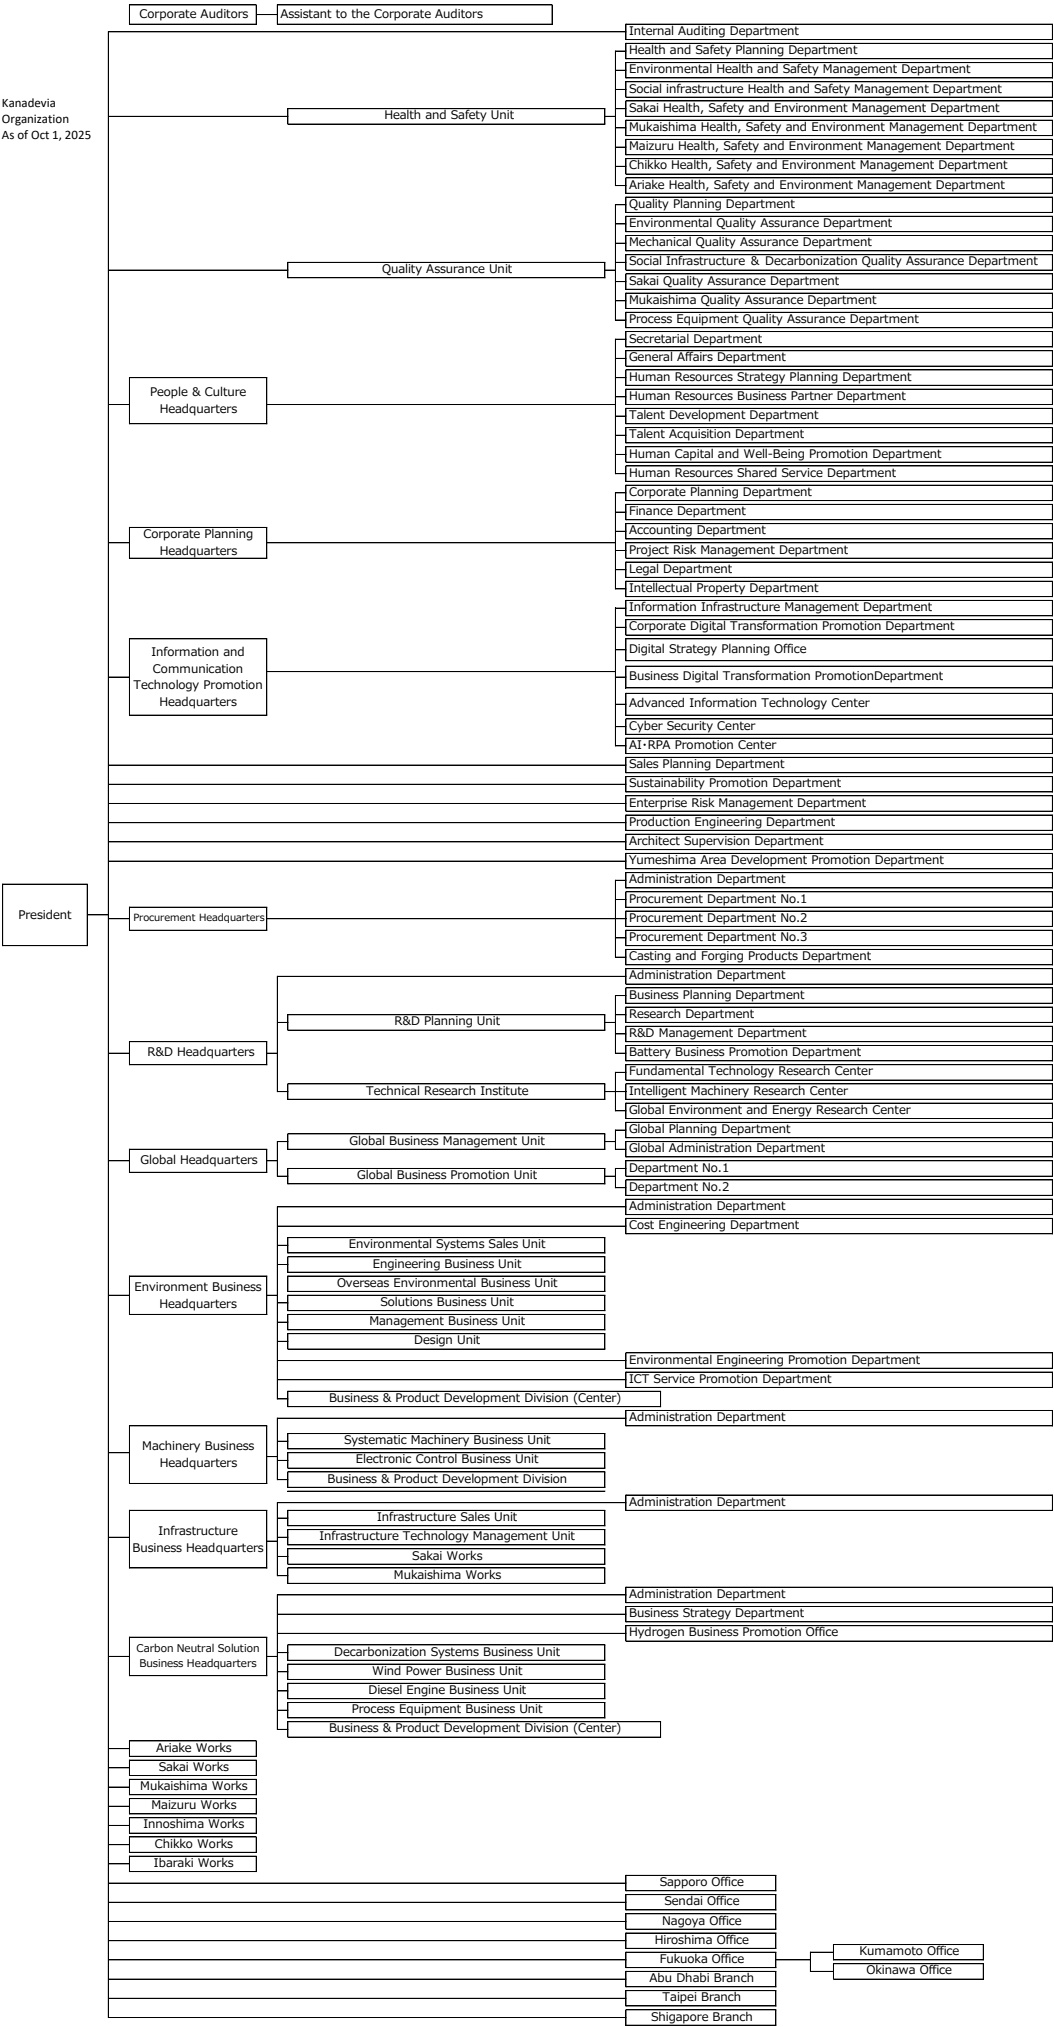 Corporate Auditors
Assistant to the Corporate Auditors
Internal Auditing Department
Kanadevia
Organization
As of Oct 1, 2025
Health and Safety Unit
Health and Safety Planning Department
Environmental Health and Safety Management Department
Social infrastructure Health and Safety Management Department
Sakai Health, Safety and Environment Management Department
Mukaishima Health, Safety and Environment Management Department
Maizuru Health, Safety and Environment Management Department
Chikko Health, Safety and Environment Management Department
Ariake Health, Safety and Environment Management Department
Quality Assurance Unit
Quality Planning Department
Environmental Quality Assurance Department
Mechanical Quality Assurance Department
Social Infrastructure & Decarbonization Quality Assurance Department
Sakai Quality Assurance Department
Mukaishima Quality Assurance Department
Process Equipment Quality Assurance Department
People & Culture
Headquarters
Secretarial Department
General Affairs Department
Human Resources Strategy Planning Department
Human Resources Business Partner Department
Talent Development Department
Talent Acquisition Department
Human Capital and Well-Being Promotion Department
Human Resources Shared Service Department
Corporate Planning
Headquarters
Corporate Planning Department
Finance Department
Accounting Department
Project Risk Management Department
Legal Department
Intellectual Property Department
Information and
Communication
Technology Promotion
Headquarters
Information Infrastructure Management Department
Corporate Digital Transformation Promotion Department
Digital Strategy Planning Office
Business Digital Transformation PromotionDepartment
Advanced Information Technology Center
Cyber Security Center
AI・RPA Promotion Center
Sales Planning Department
Sustainability Promotion Department
Enterprise Risk Management Department
Production Engineering Department
Architect Supervision Department
Yumeshima Area Development Promotion Department
President
Procurement Headquarters
Administration Department
Procurement Department No.1
Procurement Department No.2
Procurement Department No.3
Casting and Forging Products Department
R&D Headquarters
Administration Department
R&D Planning Unit
Business Planning Department
Research Department
R&D Management Department
Battery Business Promotion Department
Technical Research Institute
Fundamental Technology Research Center
Intelligent Machinery Research Center
Global Environment and Energy Research Center
Global Headquarters
Global Business Management Unit
Global Planning Department
Global Administration Department
Global Business Promotion Unit
Department No.1
Department No.2
Environment Business
Headquarters
Administration Department
Cost Engineering Department
Environmental Systems Sales Unit
Engineering Business Unit
Overseas Environmental Business Unit
Solutions Business Unit
Management Business Unit
Design Unit
Environmental Engineering Promotion Department
ICT Service Promotion Department
Business & Product Development Division (Center)
Machinery Business
Headquarters
Administration Department
Systematic Machinery Business Unit
Electronic Control Business Unit
Business & Product Development Division
Infrastructure
Business Headquarters
Administration Department
Infrastructure Sales Unit
Infrastructure Technology Management Unit
Sakai Works
Mukaishima Works
Carbon Neutral Solution
Business Headquarters
Administration Department
Business Strategy Department
Hydrogen Business Promotion Office
Decarbonization Systems Business Unit
Wind Power Business Unit
Diesel Engine Business Unit
Process Equipment Business Unit
Business & Product Development Division (Center)
Ariake Works
Sakai Works
Mukaishima Works
Maizuru Works
Innoshima Works
Chikko Works
Ibaraki Works
Sapporo Office
Sendai Office
Nagoya Office
Hiroshima Office
Fukuoka Office
Kumamoto Office
Okinawa Office
Abu Dhabi Branch
Taipei Branch
Shigapore Branch